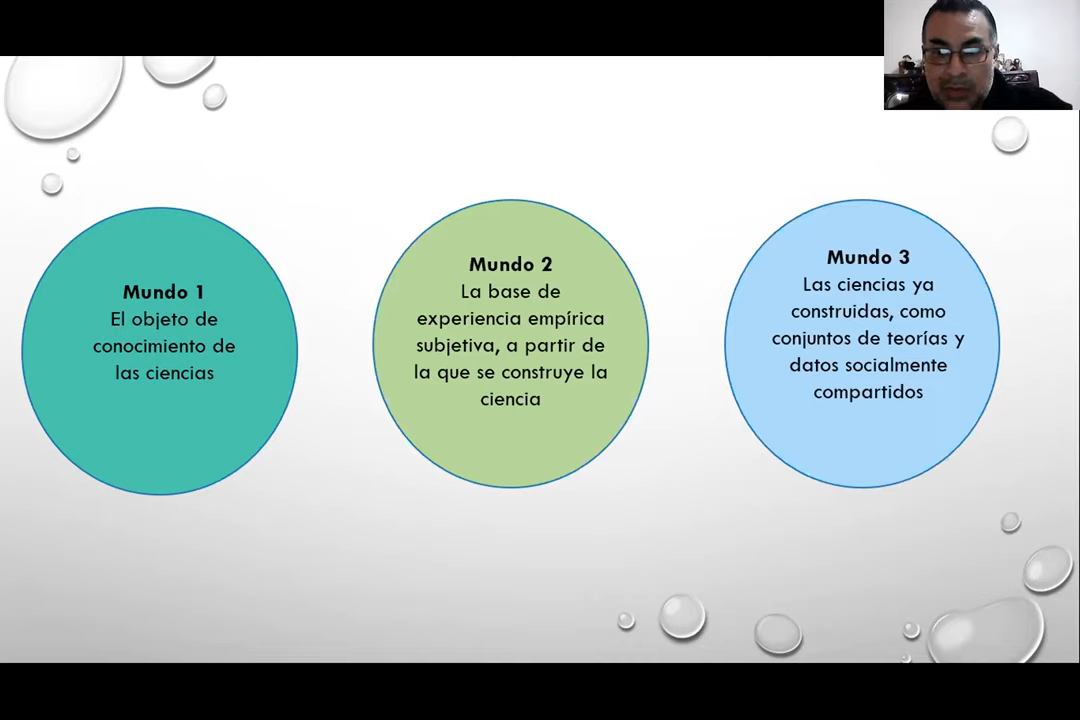 Mundo 1
El objeto de
conocimiento de
las ciencias
Mundo 2
La base de
experiencia empírica
subjetiva, a partir de
la que se construye la
ciencia
Mundo 3
Las ciencias ya
construidas, como
conjuntos de teorías y
datos socialmente
compartidos